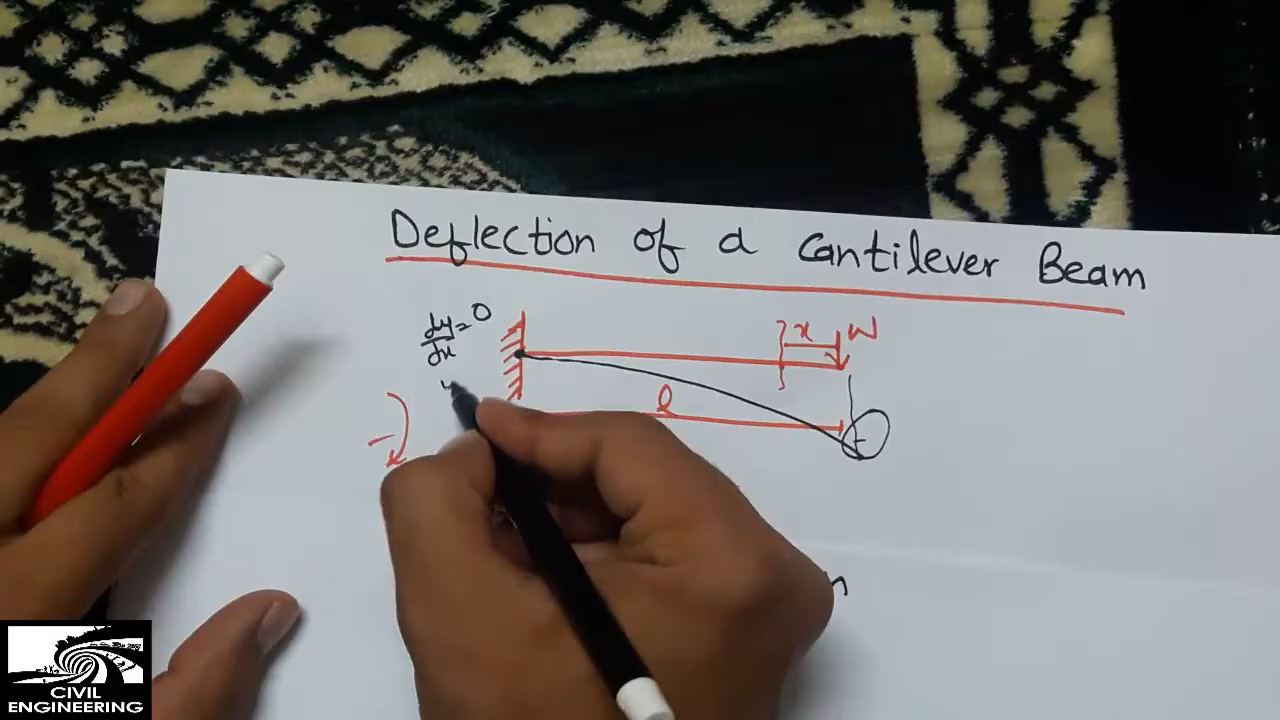 Deflection of a Cantilever Beam
dy/dx = 0
x
W
l
CIVIL
ENGINEERING